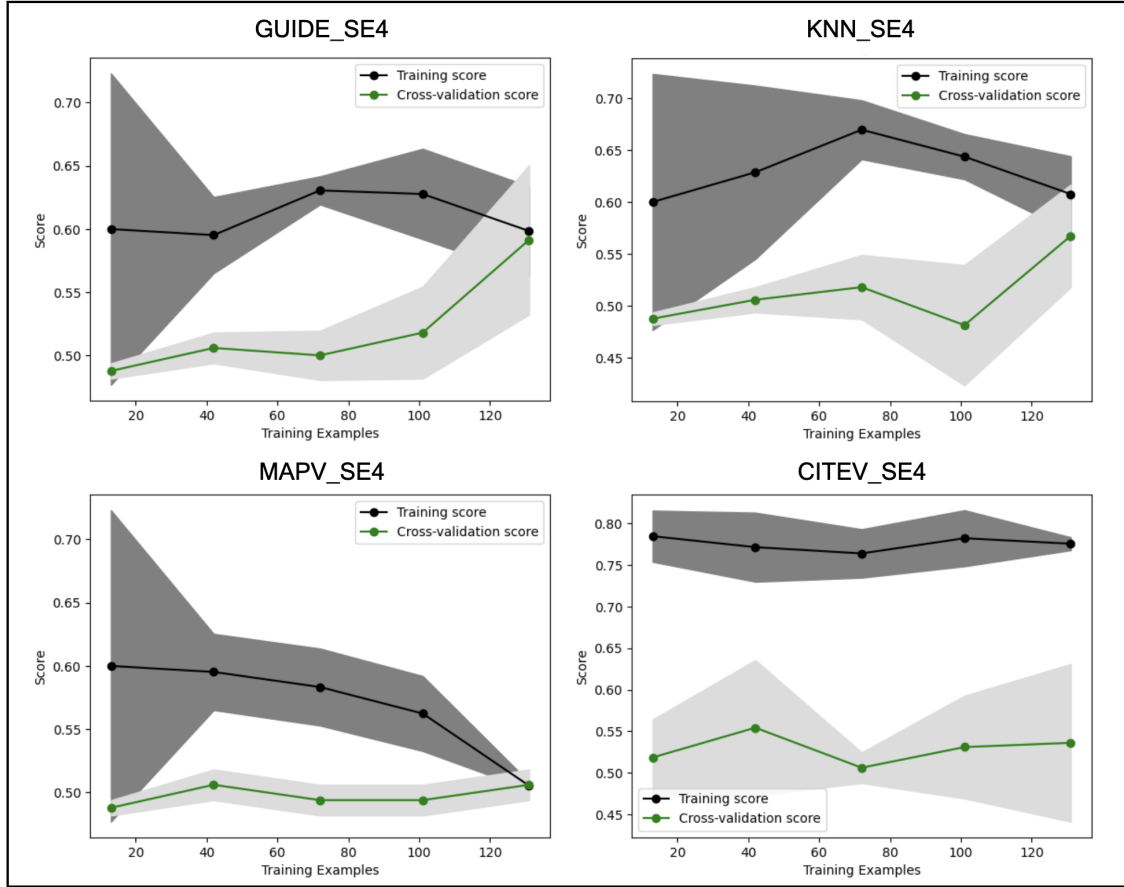 GUIDE_SE4
Training score
Cross-validation score
0.70
0.65
0.60
0.55
0.50
Score
20 40 60 80 100 120
Training Examples
KNN_SE4
Training score
Cross-validation score
0.70
0.65
0.60
0.55
0.50
0.45
Score
20 40 60 80 100 120
Training Examples
MAPV_SE4
Training score
Cross-validation score
0.70
0.65
0.60
0.55
0.50
Score
20 40 60 80 100 120
Training Examples
CITEV_SE4
0.80
0.75
0.70
0.65
0.60
0.55
0.50
0.45
Score
Training score
Cross-validation score
20 40 60 80 100 120
Training Examples